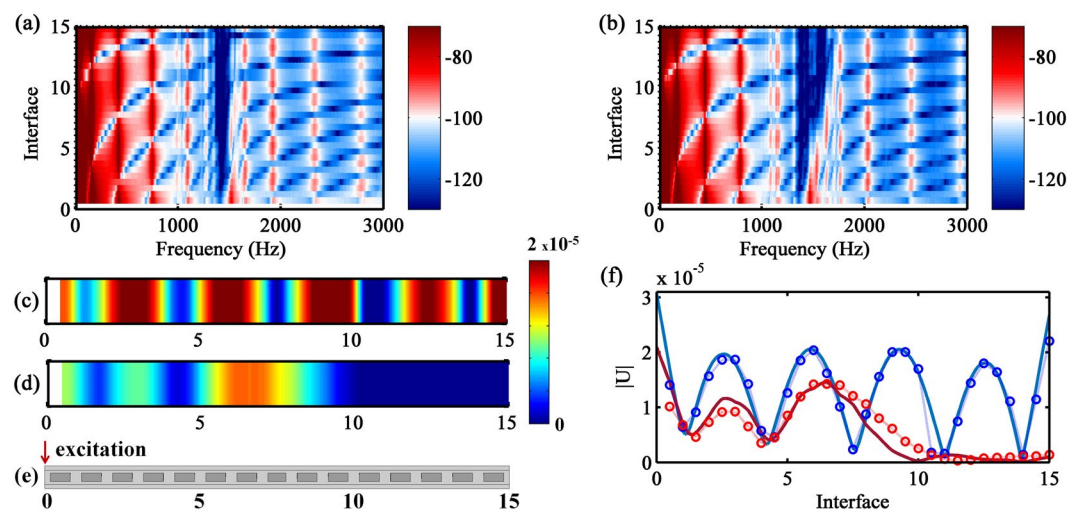 (a)
15
10
5
0
Interface
0
1000
2000
3000
Frequency (Hz)
-80
-100
-120
(b)
15
10
5
0
Interface
0
1000
2000
3000
Frequency (Hz)
-80
-100
-120
(c)
0
5
10
15
(d)
0
5
10
15
2 x10⁻⁵
0
excitation
(e)
0
5
10
15
(f)
x 10⁻⁵
3
2
1
0
|U|
0
5
10
15
Interface